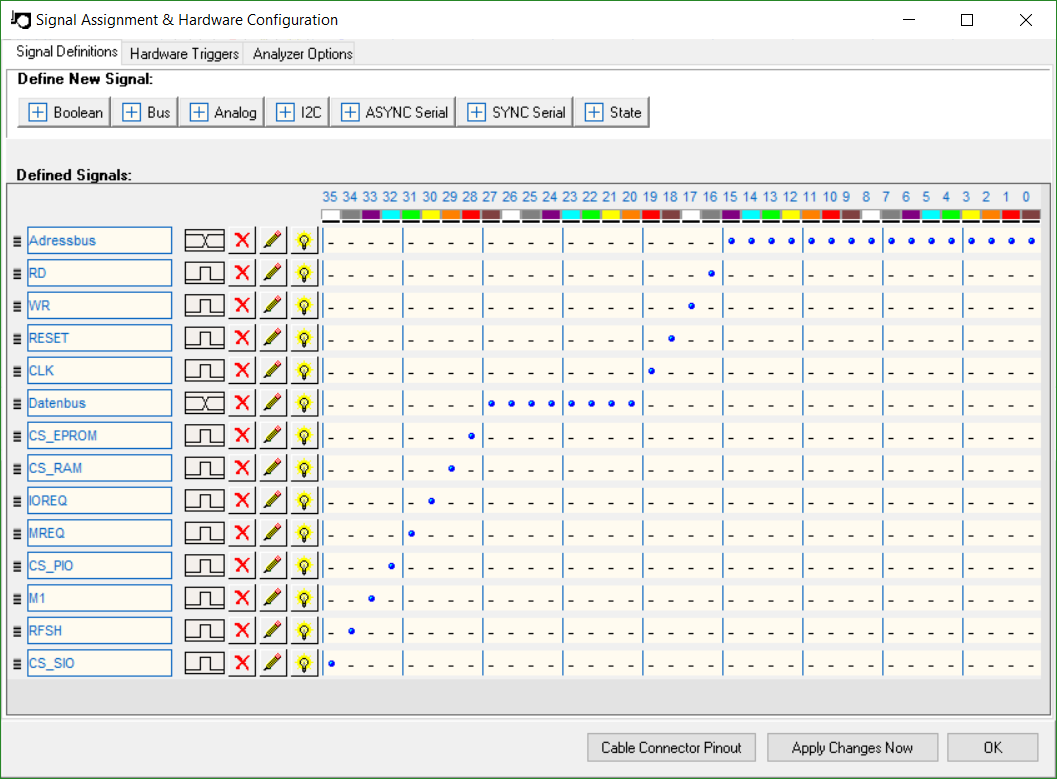 Signal Assignment & Hardware Configuration
Signal Definitions Hardware Triggers Analyzer Options
Define New Signal:
Boolean Bus Analog I2C ASYNC Serial SYNC Serial State
Defined Signals:
35 34 33 32 31 30 29 28 27 26 25 24 23 22 21 20 19 18 17 16 15 14 13 12 11 10 9 8 7 6 5 4 3 2 1 0
Adressbus
RD
WR
RESET
CLK
Datenbus
CS_EPROM
CS_RAM
IOREQ
MREQ
CS_PIO
M1
RFSH
CS_SIO
Cable Connector Pinout Apply Changes Now OK